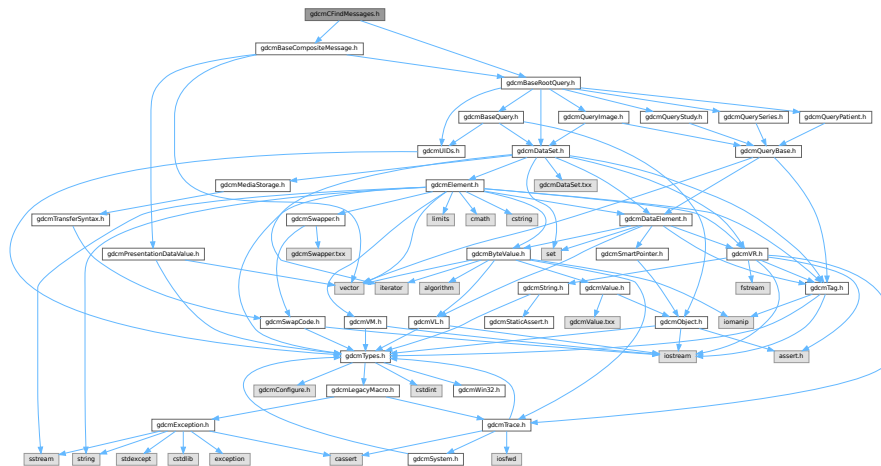 gdcmCFindMessages.h
gdcmBaseCompositeMessage.h
gdcmBaseRootQuery.h
gdcmBaseQuery.h
gdcmQueryImage.h
gdcmQueryStudy.h
gdcmQuerySeries.h
gdcmQueryPatient.h
gdcmUIDs.h
gdcmDataSet.h
gdcmQueryBase.h
gdcmMediaStorage.h
gdcmElement.h
gdcmDataSet.txx
gdcmTransferSyntax.h
gdcmSwapper.h
limits
cmath
cstring
gdcmDataElement.h
gdcmPresentationDataValue.h
gdcmSwapper.txx
gdcmByteValue.h
set
gdcmSmartPointer.h
gdcmVR.h
vector
iterator
algorithm
gdcmString.h
gdcmValue.h
fstream
gdcmTag.h
gdcmSwapCode.h
gdcmVM.h
gdcmVL.h
gdcmStaticAssert.h
gdcmValue.txx
gdcmObject.h
iomanip
gdcmTypes.h
iostream
assert.h
gdcmConfigure.h
gdcmLegacyMacro.h
cstdint
gdcmWin32.h
gdcmException.h
gdcmTrace.h
sstream
string
stdexcept
cstdlib
exception
cassert
gdcmSystem.h
iosfwd